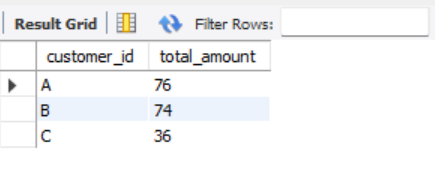 Result Grid Filter Rows:
customer_id total_amount
A 76
B 74
C 36